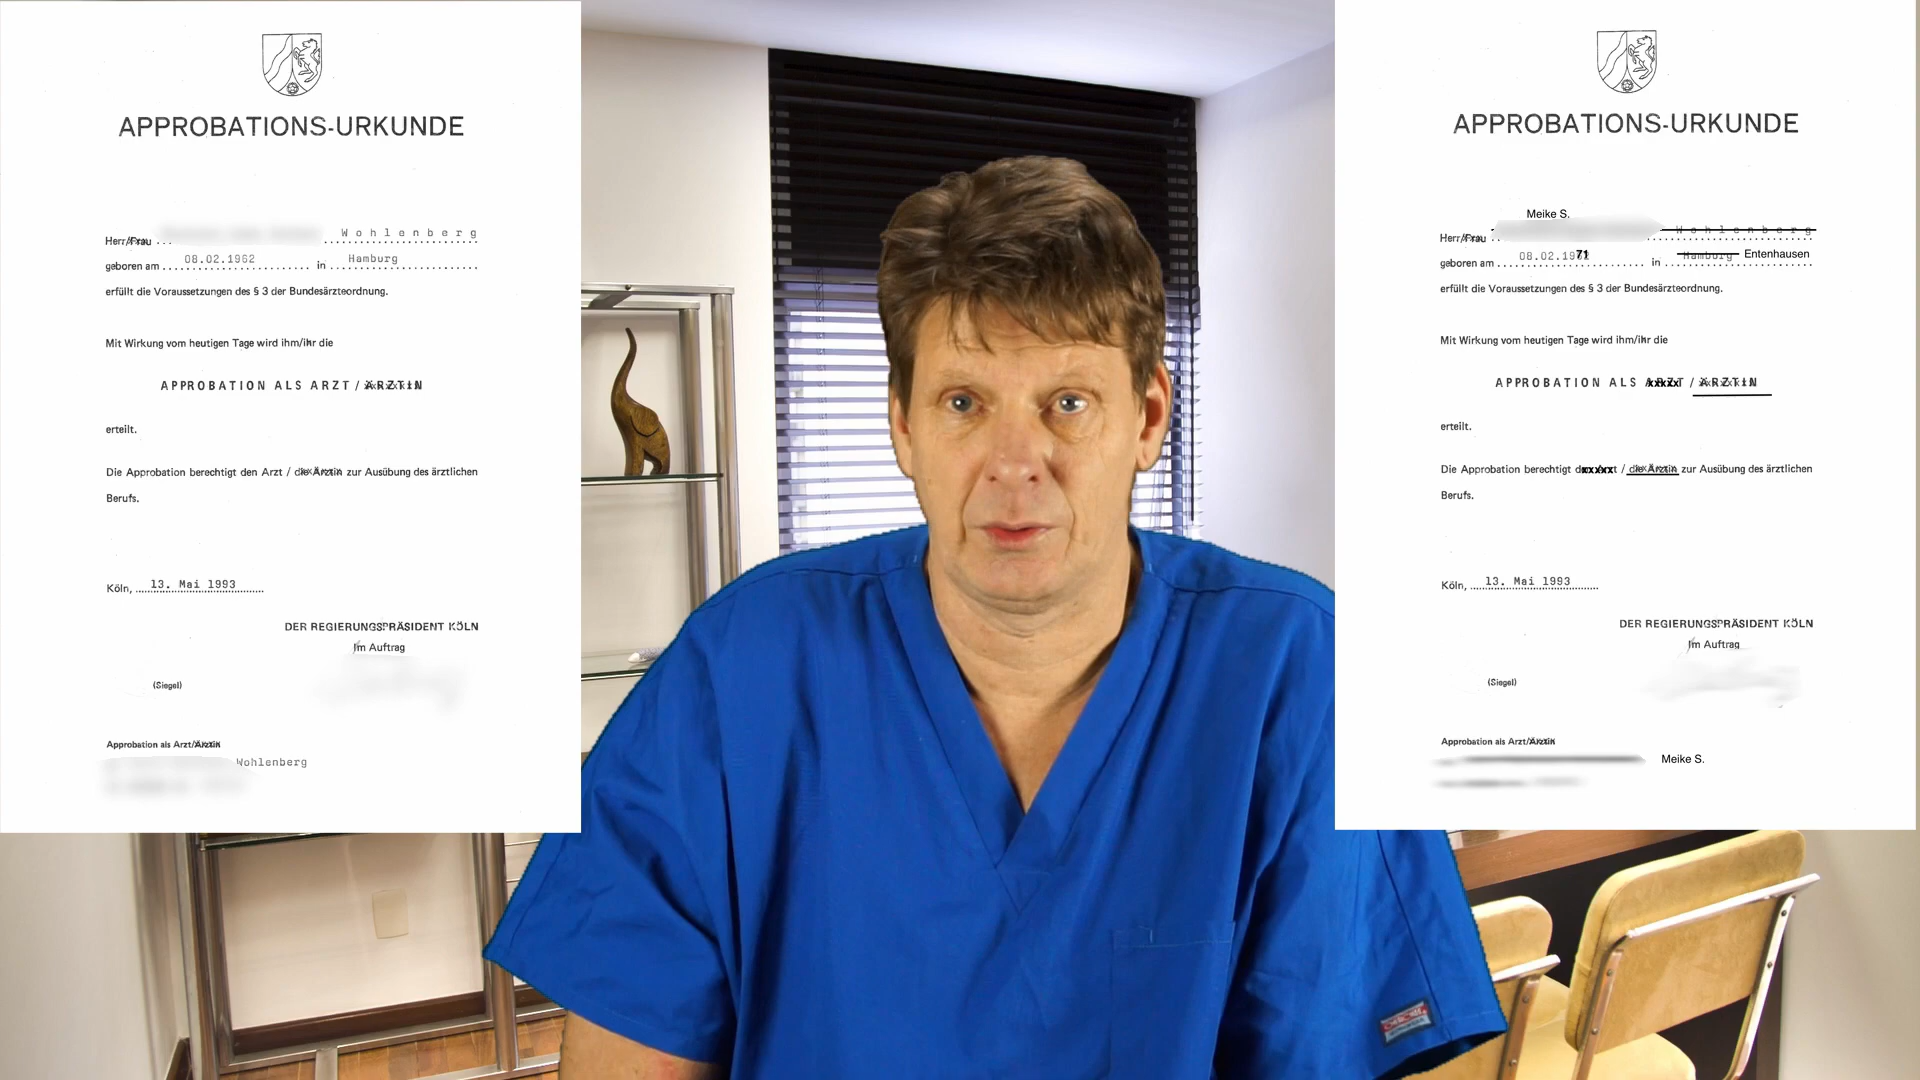 APPROBATIONS-URKUNDE
Herr/Frau ... Wohlenberg
geboren am 08.02.1962 in Hamburg
erfüllt die Voraussetzungen des § 3 der Bundesärzteordnung.
Mit Wirkung vom heutigen Tage wird ihm/ihr die
APPROBATION ALS ARZT / ÄRZTIN
erteilt.
Die Approbation berechtigt den Arzt / die Ärztin zur Ausübung des ärztlichen
Berufs.
Köln, 13. Mai 1993
DER REGIERUNGSPRÄSIDENT KÖLN
Im Auftrag
(Siegel)
Approbation als Arzt/Ärztin
Wohlenberg
APPROBATIONS-URKUNDE
Meike S.
Herr/Frau ... Wohlenberg
geboren am 08.02.1971 in Hamburg Entenhausen
erfüllt die Voraussetzungen des § 3 der Bundesärzteordnung.
Mit Wirkung vom heutigen Tage wird ihm/ihr die
APPROBATION ALS xxxxx / ÄRZTIN
erteilt.
Die Approbation berechtigt xxxxx / die Ärztin zur Ausübung des ärztlichen
Berufs.
Köln, 13. Mai 1993
DER REGIERUNGSPRÄSIDENT KÖLN
Im Auftrag
(Siegel)
Approbation als Arzt/Ärztin
Meike S.